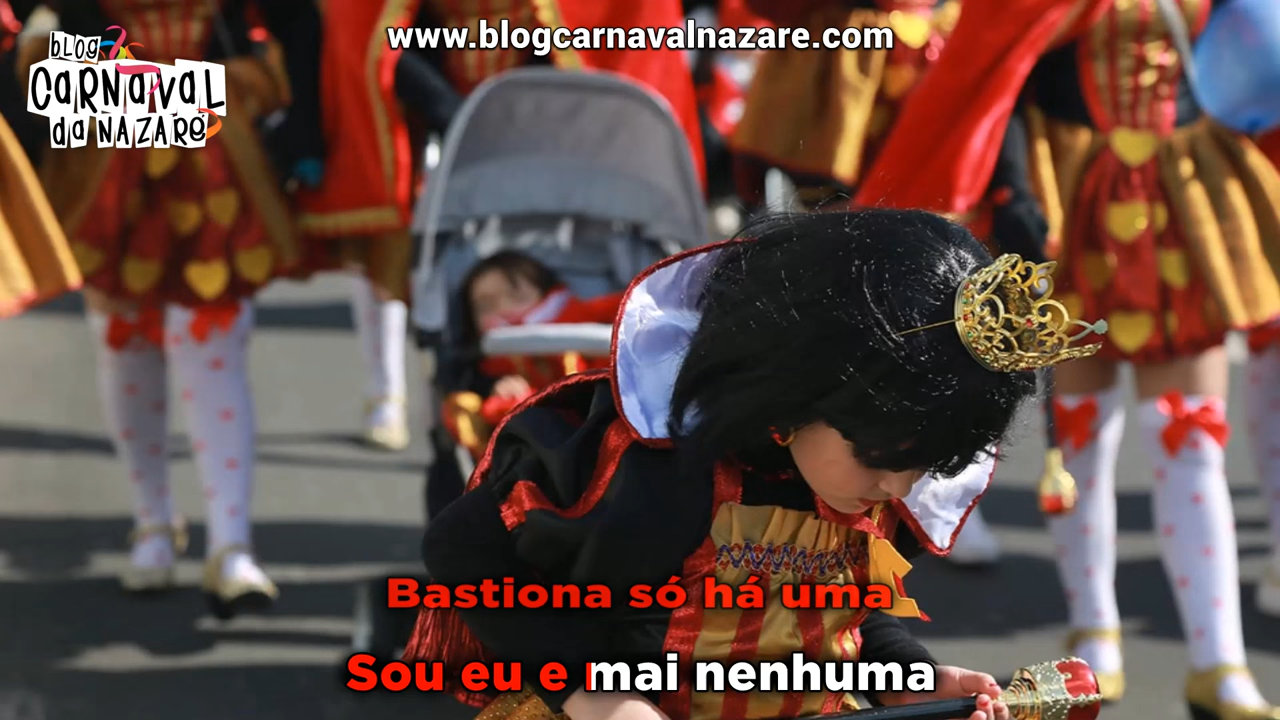 www.blogcarnavalnazare.com
BLOG
CARNAVAL
da NAZARé
Bastiona só há uma
Sou eu e mai nenhuma